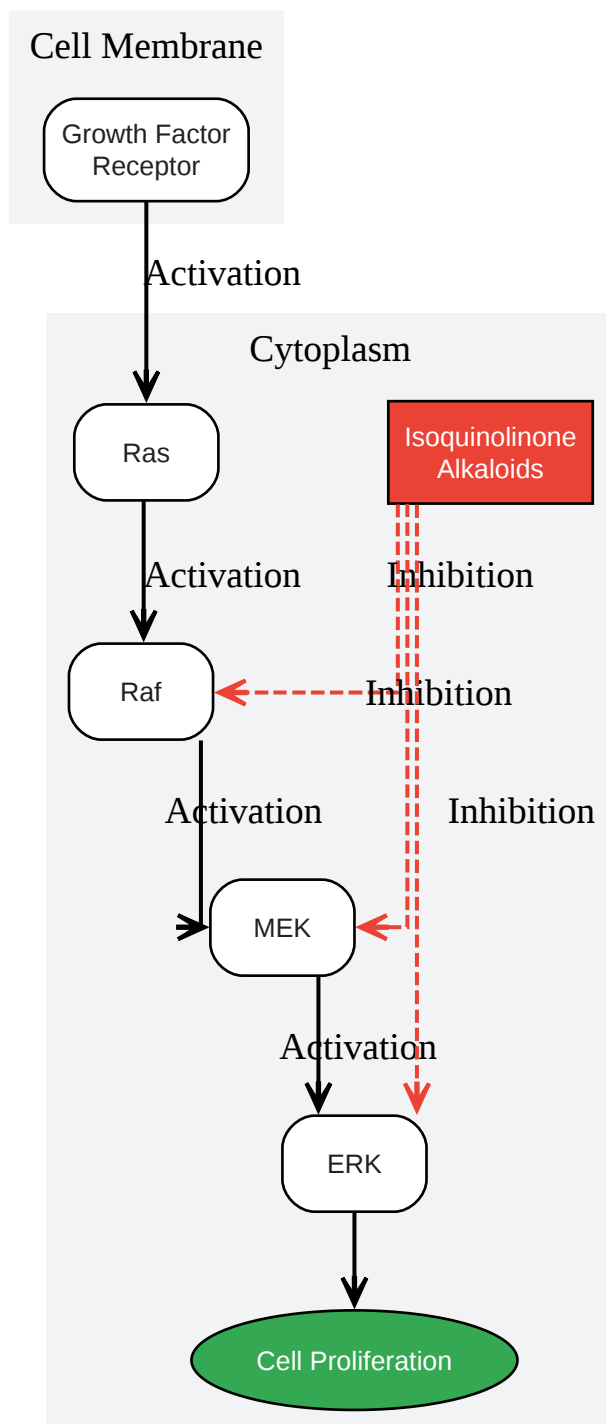 Cell Membrane
Growth Factor
Receptor
Activation
Cytoplasm
Ras
Isoquinolinone
Alkaloids
Activation
Inhibition
Raf
Inhibition
Activation
Inhibition
MEK
Activation
ERK
Cell Proliferation